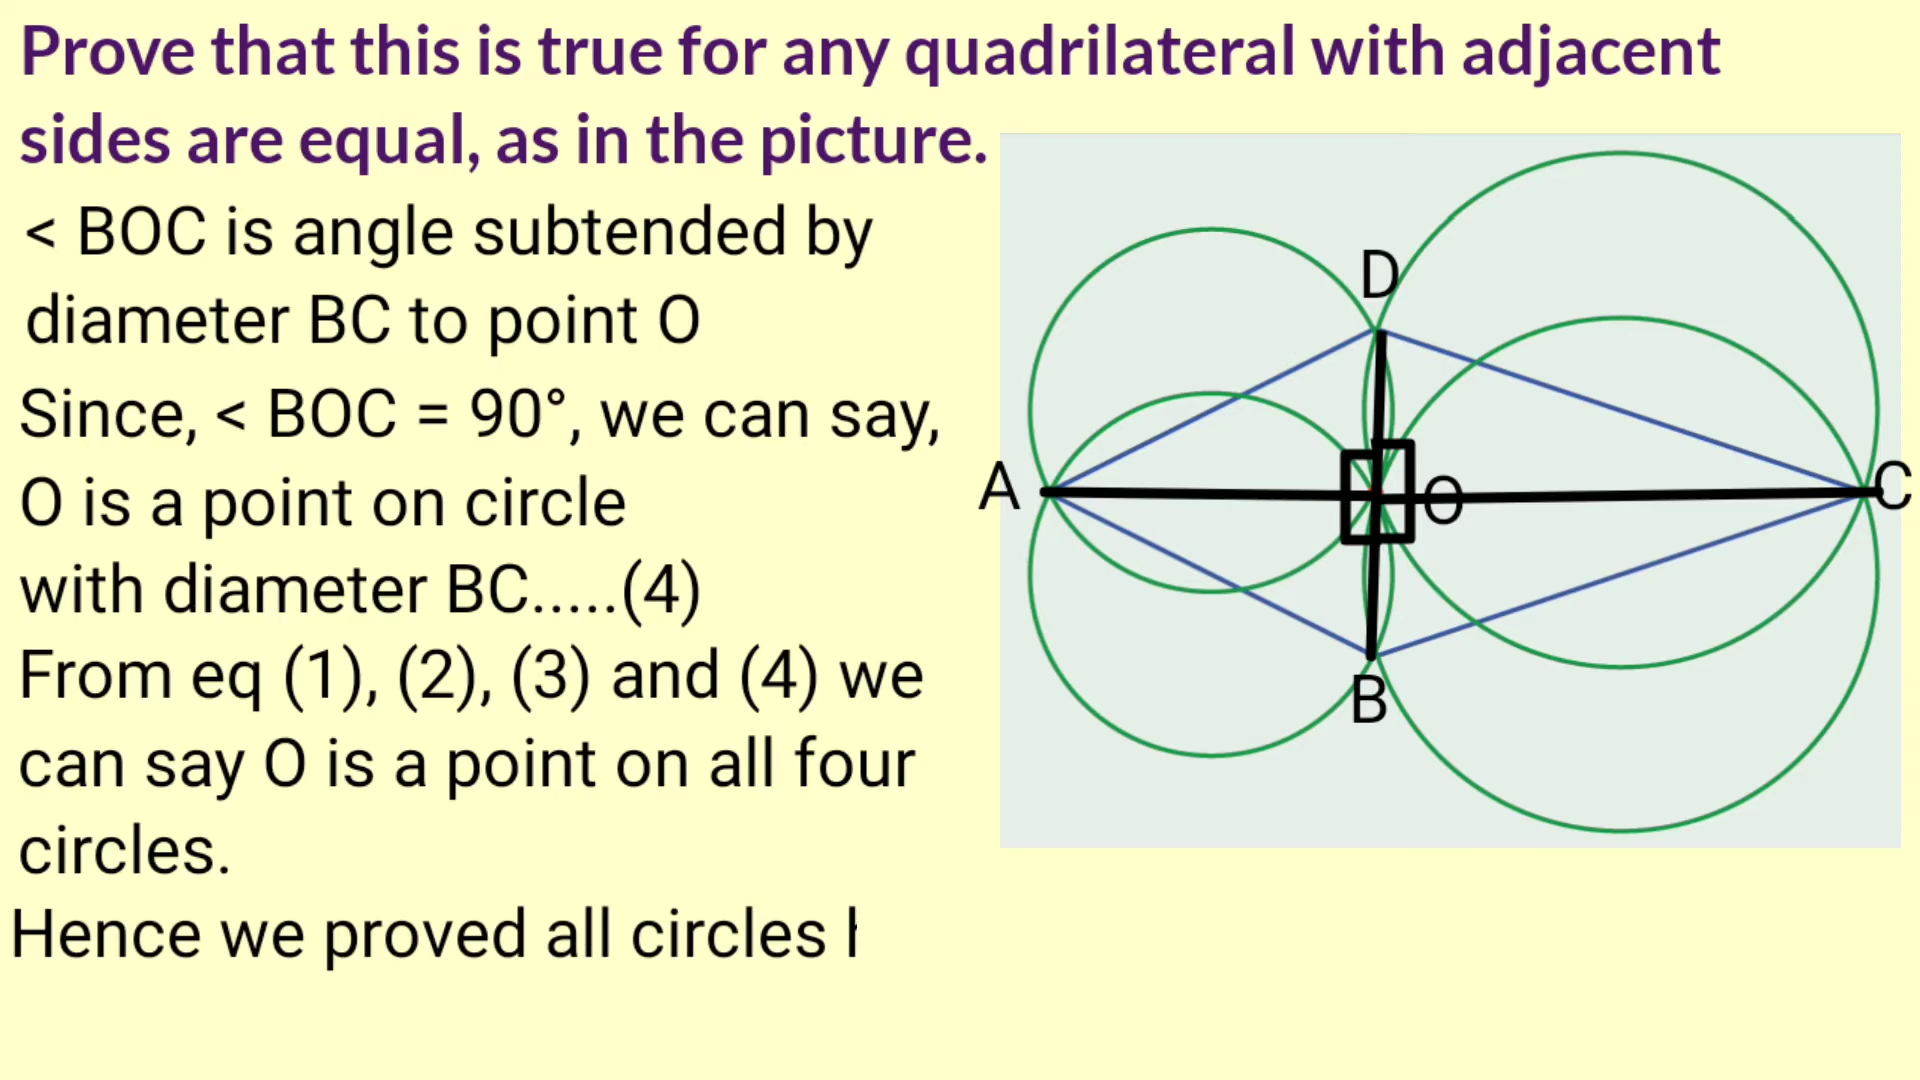 Prove that this is true for any quadrilateral with adjacent
sides are equal, as in the picture.
< BOC is angle subtended by
diameter BC to point O
Since, < BOC = 90°, we can say,
O is a point on circle
with diameter BC.....(4)
From eq (1), (2), (3) and (4) we
can say O is a point on all four
circles.
Hence we proved all circles
D
A
O
C
B